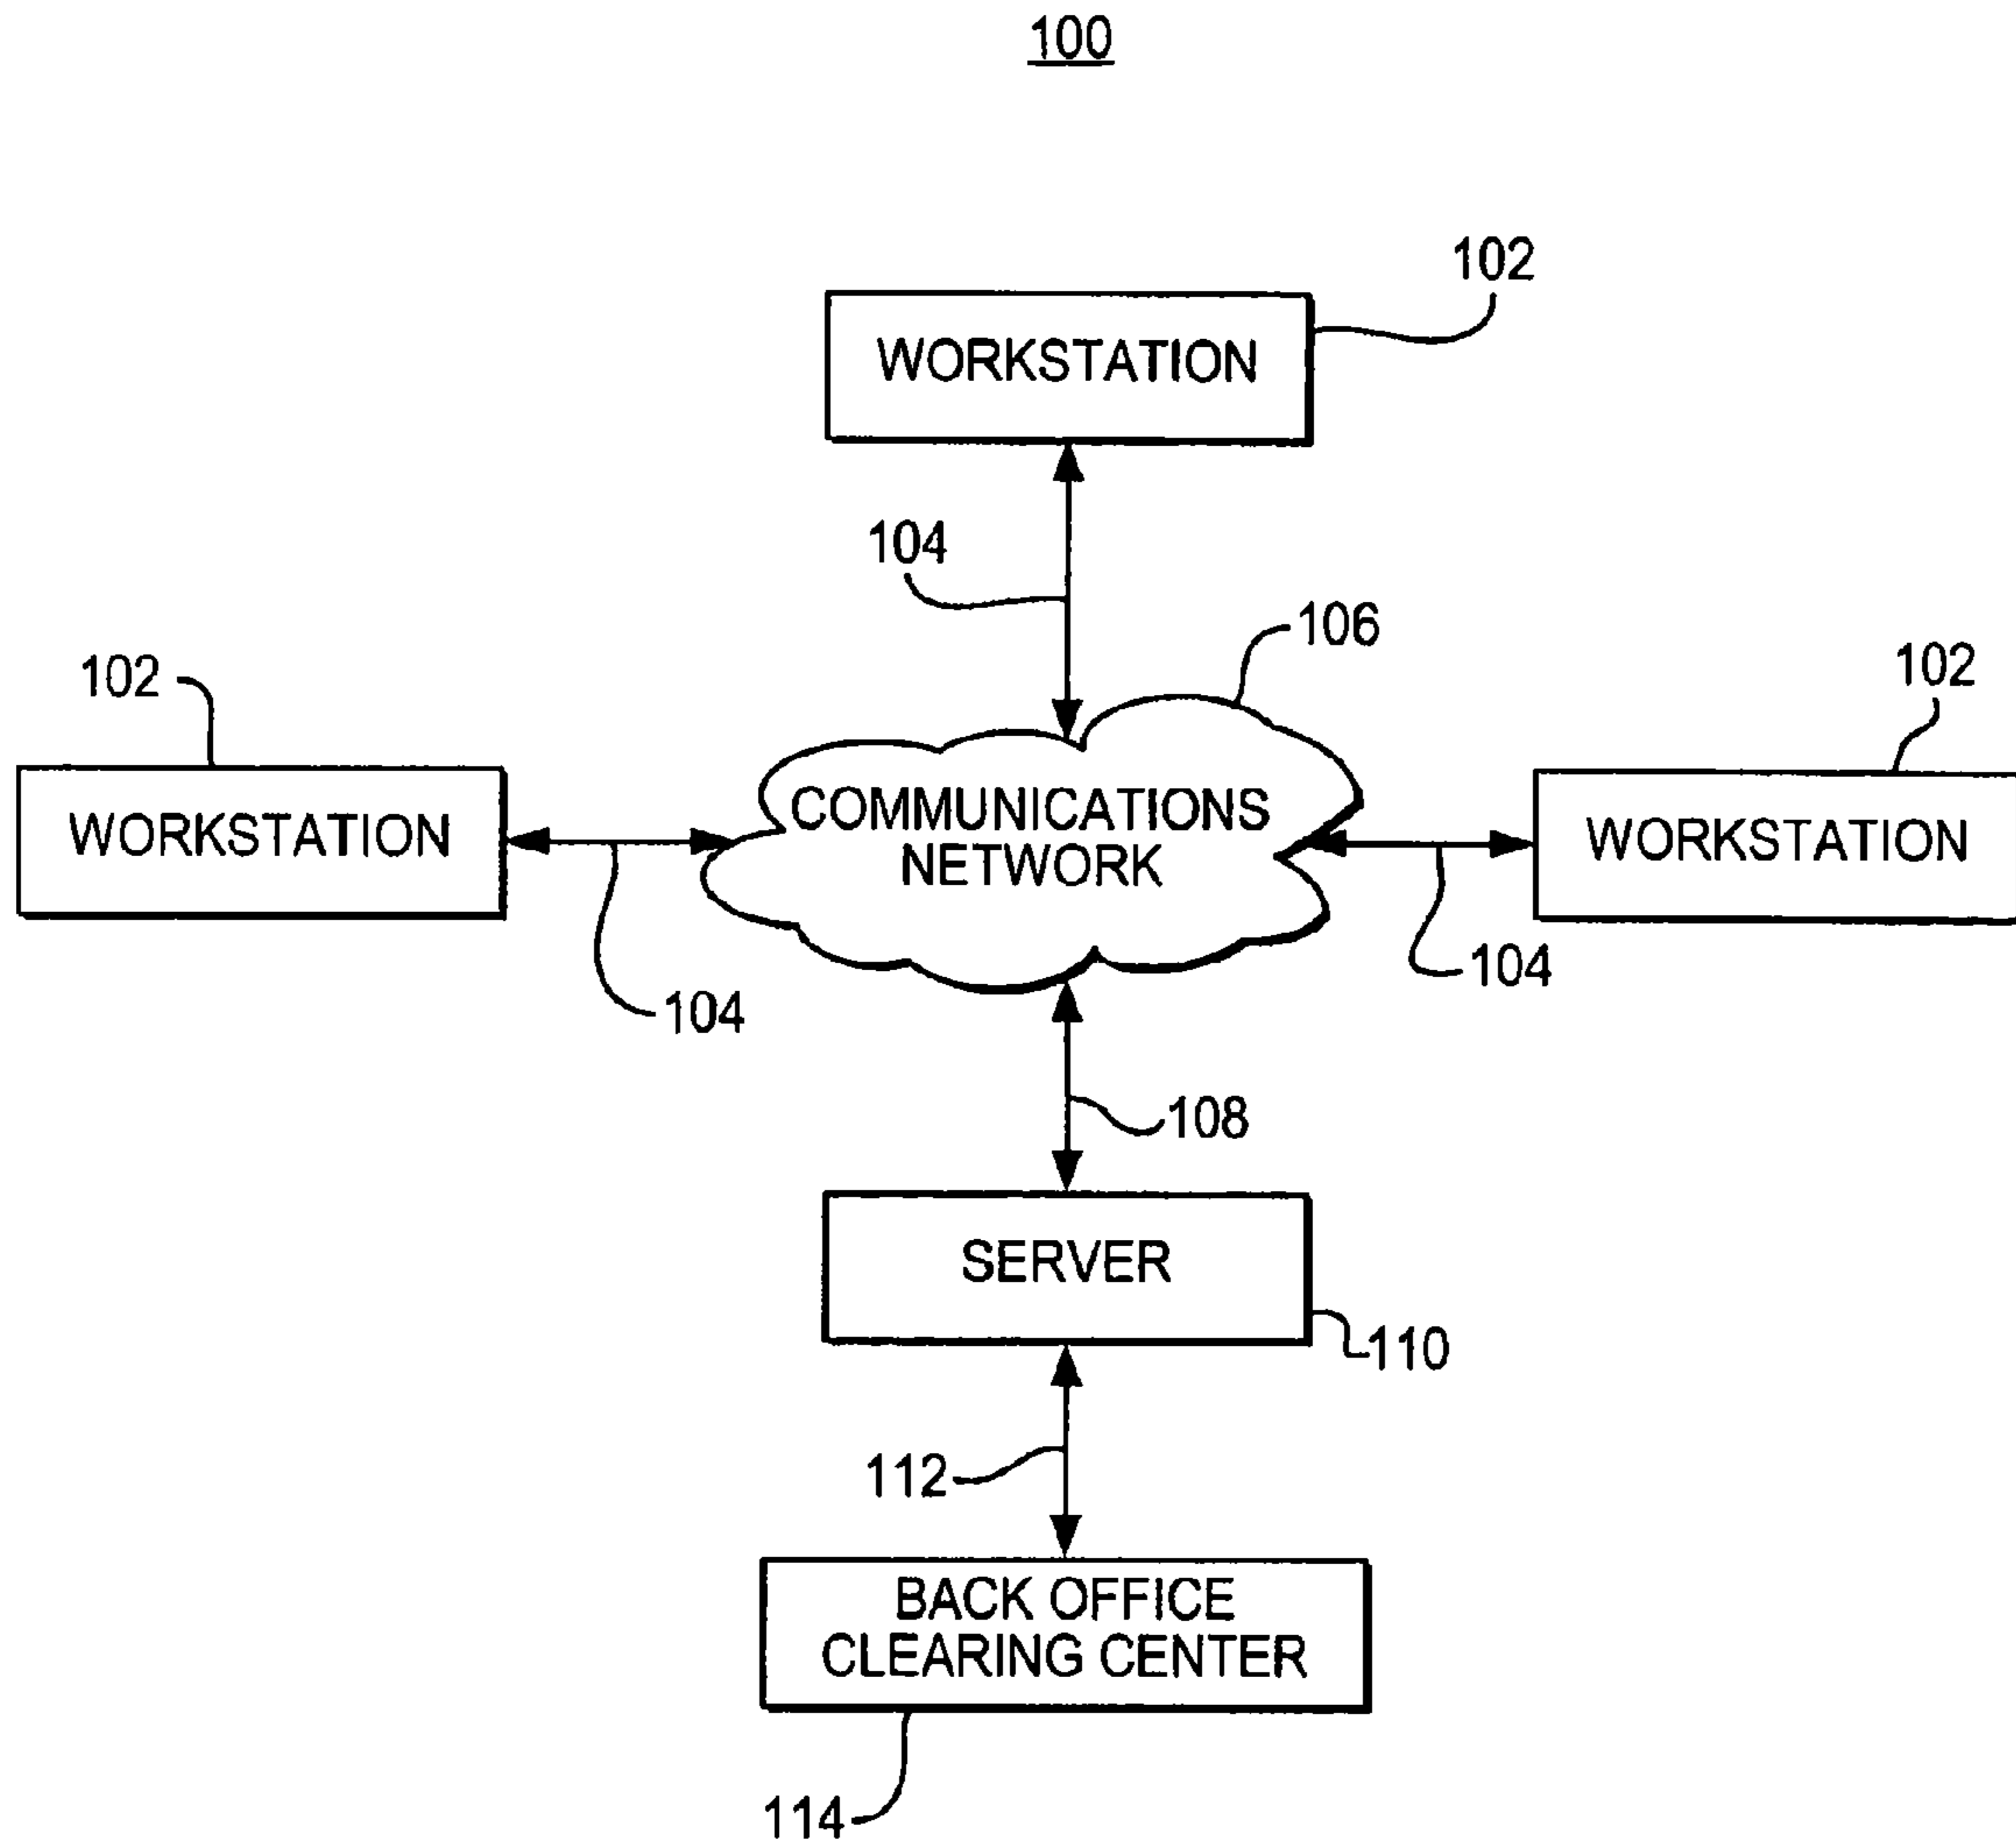 100
102
WORKSTATION
104
106
102
102
WORKSTATION
COMMUNICATIONS
NETWORK
WORKSTATION
104
104
108
SERVER
110
112
BACK OFFICE
CLEARING CENTER
114